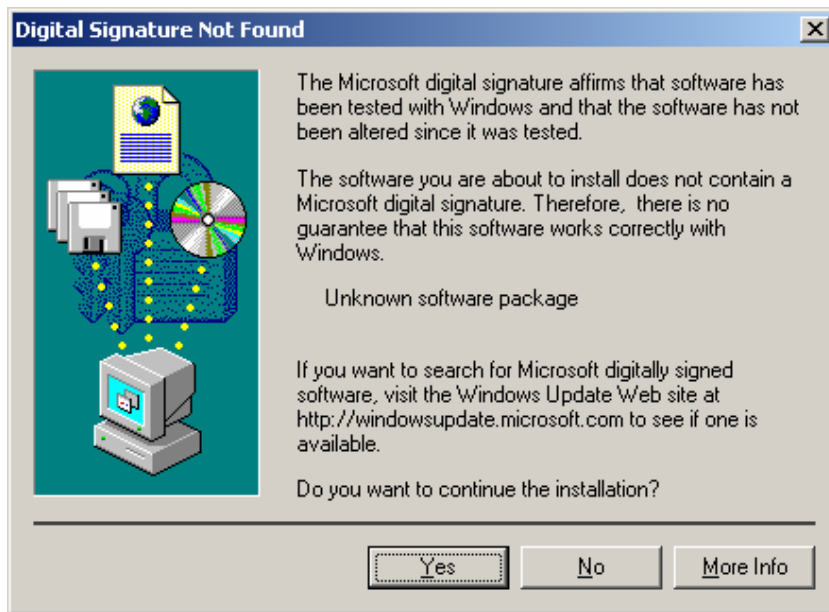 Digital Signature Not Found
The Microsoft digital signature affirms that software has
been tested with Windows and that the software has not
been altered since it was tested.
The software you are about to install does not contain a
Microsoft digital signature. Therefore,  there is no
guarantee that this software works correctly with
Windows.
Unknown software package
If you want to search for Microsoft digitally signed
software, visit the Windows Update Web site at
http://windowsupdate.microsoft.com to see if one is
available.
Do you want to continue the installation?
Yes
No
More Info